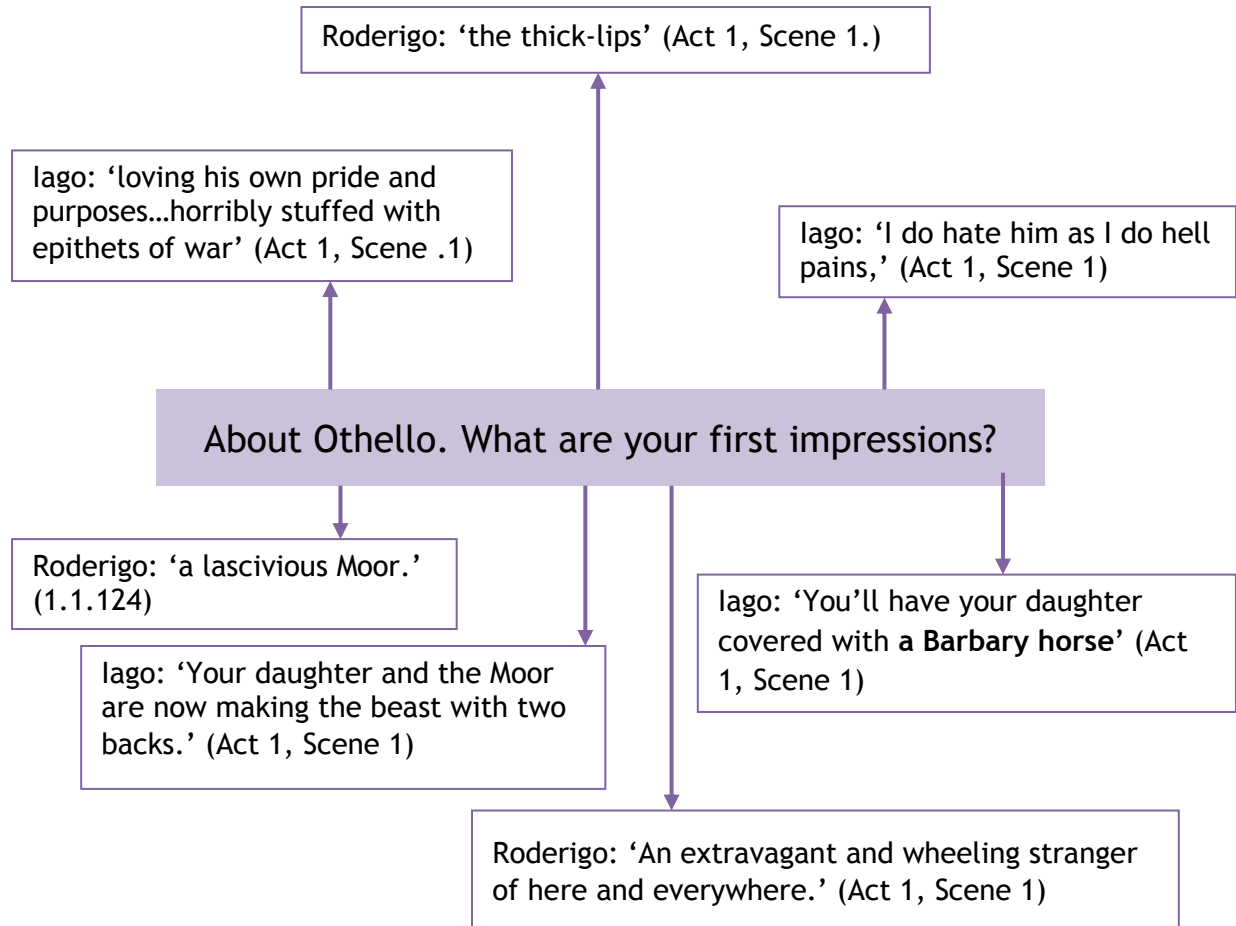 Roderigo: ‘the thick-lips’ (Act 1, Scene 1.)
Iago: ‘loving his own pride and
purposes…horribly stuffed with
epithets of war’ (Act 1, Scene .1)
Iago: ‘I do hate him as I do hell
pains,’ (Act 1, Scene 1)
About Othello. What are your first impressions?
Roderigo: ‘a lascivious Moor.’
(1.1.124)
Iago: ‘You’ll have your daughter
covered with a Barbary horse’ (Act
1, Scene 1)
Iago: ‘Your daughter and the Moor
are now making the beast with two
backs.’ (Act 1, Scene 1)
Roderigo: ‘An extravagant and wheeling stranger
of here and everywhere.’ (Act 1, Scene 1)